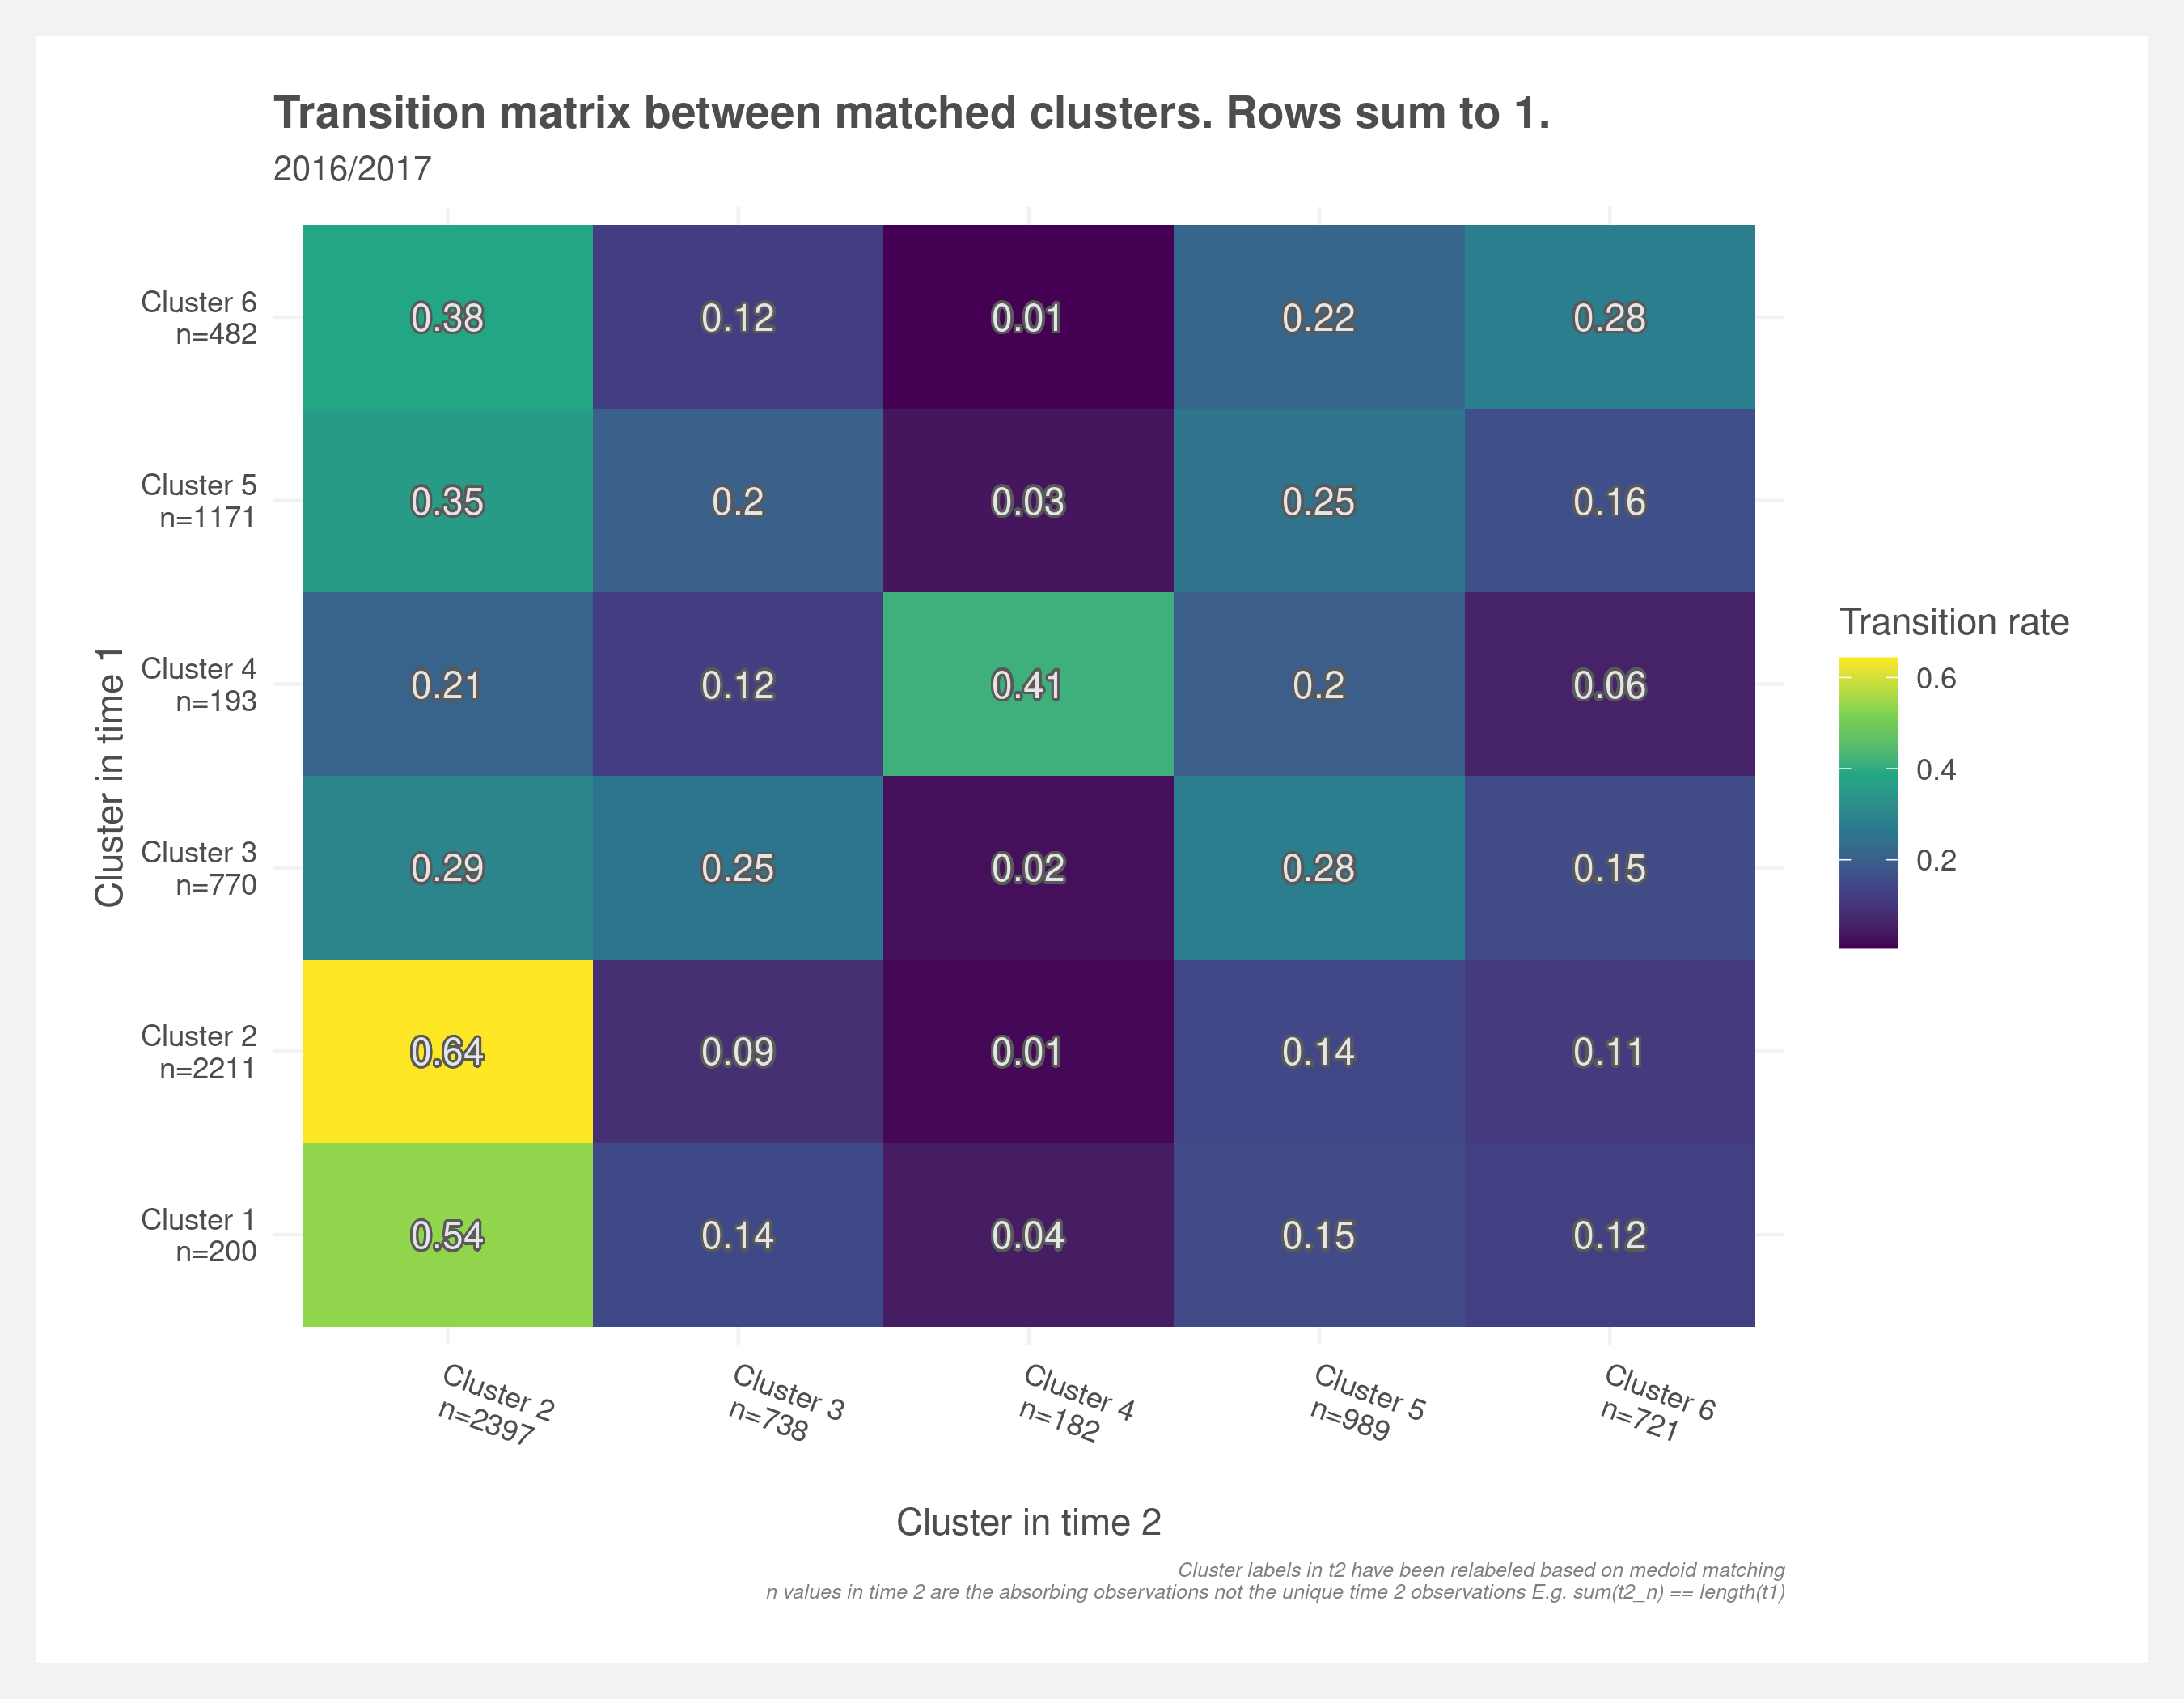 Transition matrix between matched clusters. Rows sum to 1.
2016/2017
Cluster in time 1
Cluster 6
n=482
0.38 0.12 0.01 0.22 0.28
Cluster 5
n=1171
0.35 0.2 0.03 0.25 0.16
Cluster 4
n=193
0.21 0.12 0.41 0.2 0.06
Cluster 3
n=770
0.29 0.25 0.02 0.28 0.15
Cluster 2
n=2211
0.64 0.09 0.01 0.14 0.11
Cluster 1
n=200
0.54 0.14 0.04 0.15 0.12
Cluster 2
n=2397
Cluster 3
n=738
Cluster 4
n=182
Cluster 5
n=989
Cluster 6
n=721
Cluster in time 2
Transition rate
0.6
0.4
0.2
Cluster labels in t2 have been relabeled based on medoid matching
n values in time 2 are the absorbing observations not the unique time 2 observations E.g. sum(t2_n) == length(t1)